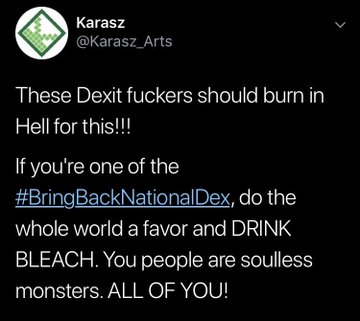 Karasz
@Karasz_Arts
These Dexit fuckers should burn in
Hell for this!!!
If you're one of the
#BringBackNationalDex, do the
whole world a favor and DRINK
BLEACH. You people are soulless
monsters. ALL OF YOU!